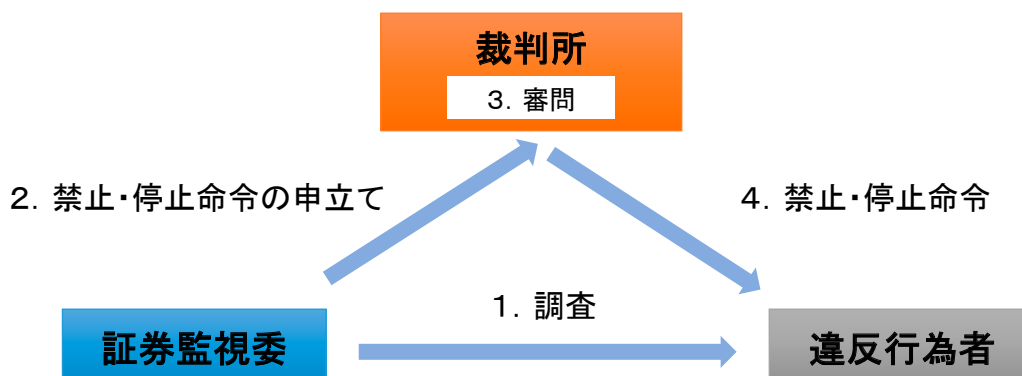 裁判所
３．審問
２．禁止・停止命令の申立て
４．禁止・停止命令
１．調査
証券監視委
違反行為者